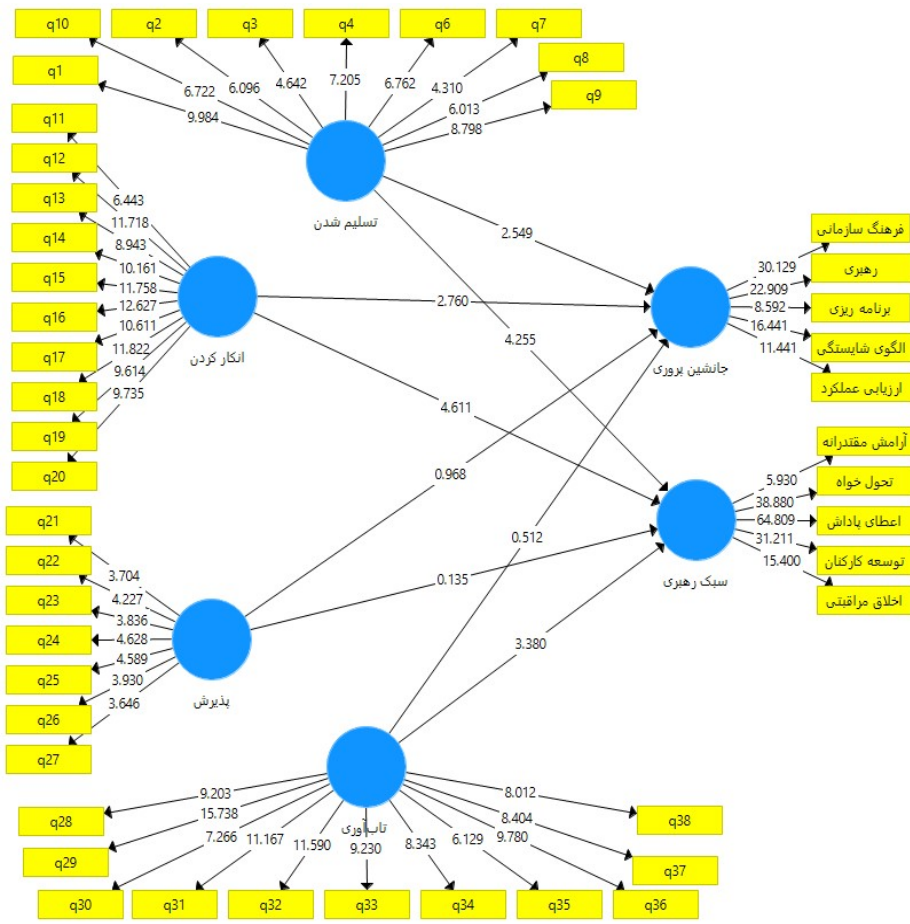 q10
q2
q3
q4
q6
q7
q8
q9
q1
6.722
6.096
4.642
7.205
6.762
4.310
6.013
8.798
9.984
تسلیم شدن
q11
q12
q13
q14
q15
q16
q17
q18
q19
q20
6.443
11.718
8.943
10.161
11.758
12.627
10.611
11.822
9.614
9.735
انکار کردن
2.549
2.760
4.255
4.611
0.968
0.512
0.135
3.380
جانشین پروری
30.129
22.909
8.592
16.441
11.441
فرهنگ سازمانی
رهبری
برنامه ریزی
الگوی شایستگی
ارزیابی عملکرد
سبک رهبری
5.930
38.880
64.809
31.211
15.400
آرامش مقتدرانه
تحول خواه
اعطای پاداش
توسعه کارکنان
اخلاق مراقبتی
q21
q22
q23
q24
q25
q26
q27
3.704
4.227
3.836
4.628
4.589
3.930
3.646
پذیرش
تاب‌آوری
9.203
15.738
7.266
11.167
11.590
9.230
8.343
6.129
9.780
8.404
8.012
q28
q29
q30
q31
q32
q33
q34
q35
q36
q37
q38